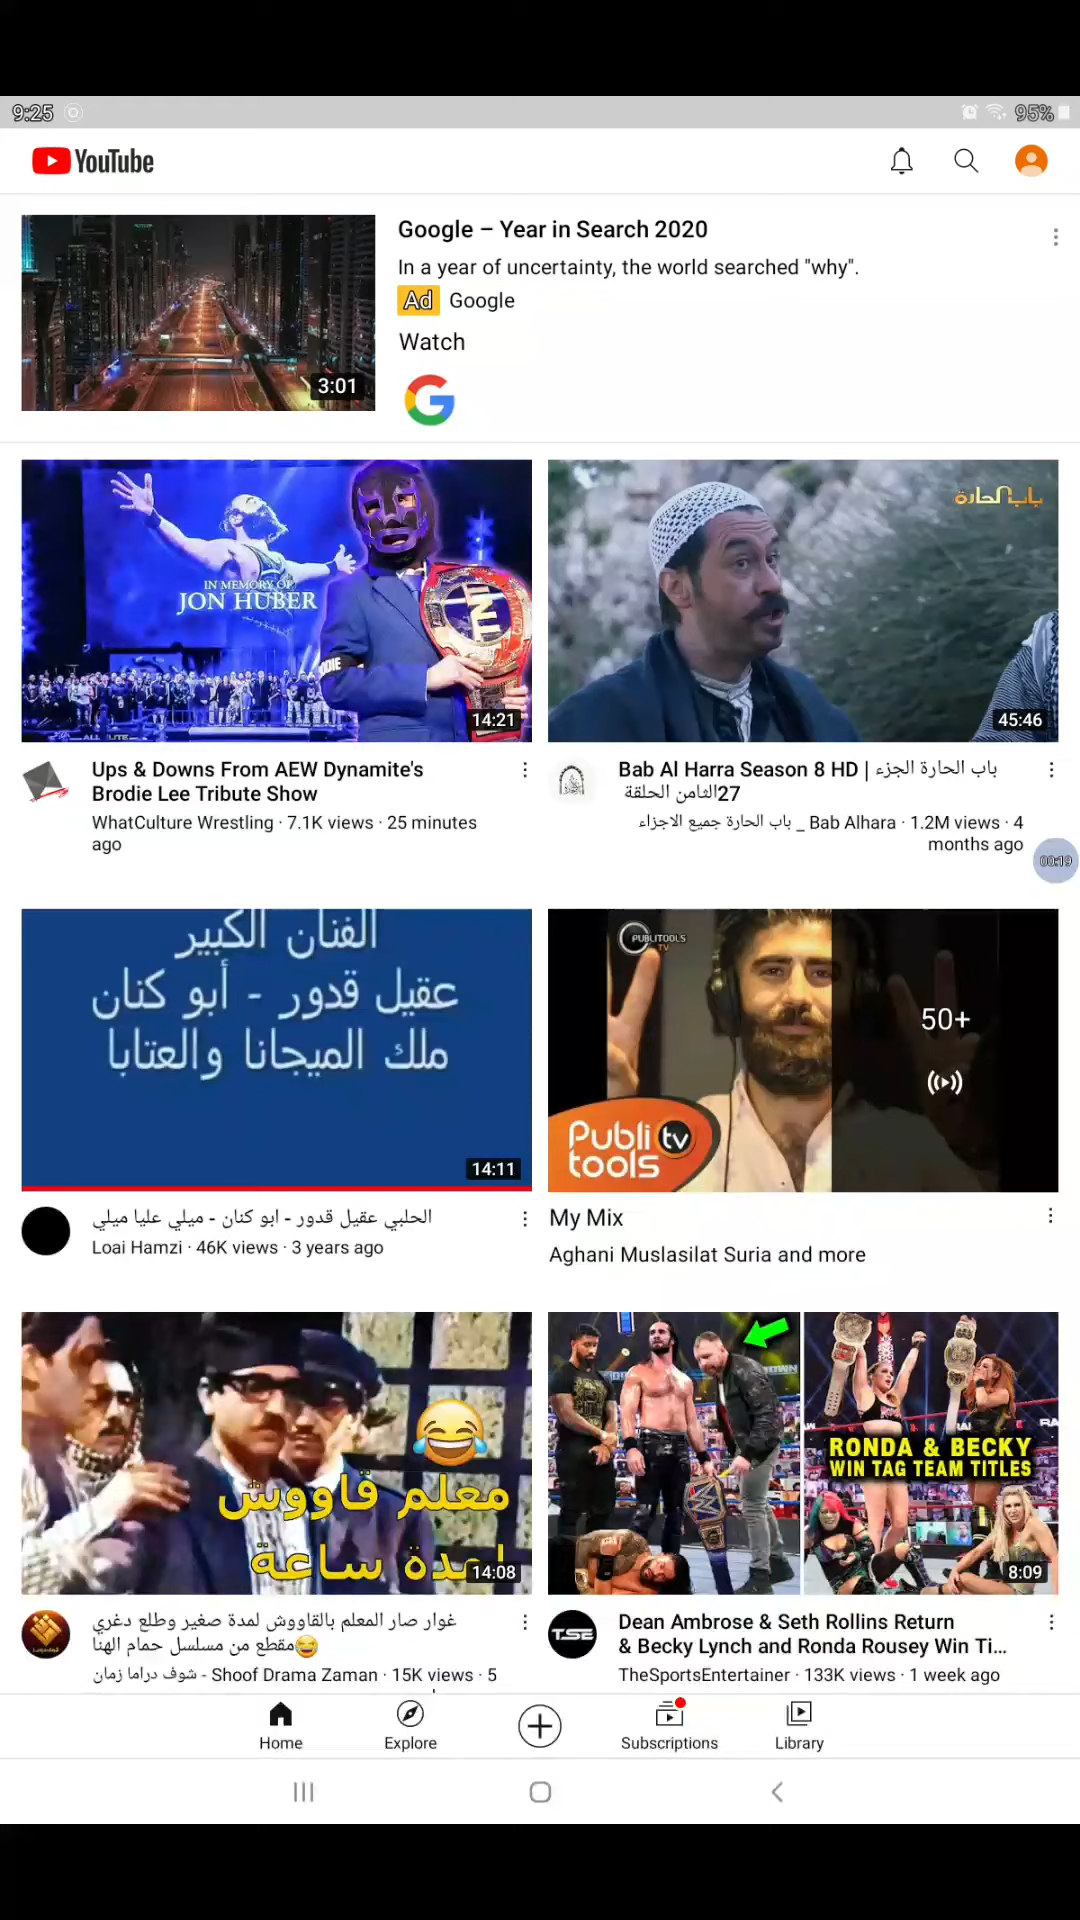 9:25
95%
YouTube
3:01
Google – Year in Search 2020
In a year of uncertainty, the world searched "why".
Ad Google
Watch
IN MEMORY OF
JON HUBER
14:21
باب الحارة
45:46
Ups & Downs From AEW Dynamite's
Brodie Lee Tribute Show
WhatCulture Wrestling · 7.1K views · 25 minutes
ago
Bab Al Harra Season 8 HD | باب الحارة الجزء
الثامن الحلقة 27
باب الحارة جميع الاجزاء _ Bab Alhara · 1.2M views · 4
months ago
00:19
الفنان الكبير
عقيل قدور - أبو كنان
ملك الميجانا والعتابا
14:11
PUBLITOOLS
TV
Publi tv
tools
50+
الحلبي عقيل قدور - ابو كنان - ميلي عليا ميلي
Loai Hamzi · 46K views · 3 years ago
My Mix
Aghani Muslasilat Suria and more
معلم قاووش
لمدة ساعة
14:08
RONDA & BECKY
WIN TAG TEAM TITLES
8:09
غوار صار المعلم بالقاووش لمدة صغير وطلع دغري
😂مقطع من مسلسل حمام الهنا
شوف دراما زمان - Shoof Drama Zaman · 15K views · 5
TSE
Dean Ambrose & Seth Rollins Return
& Becky Lynch and Ronda Rousey Win Ti...
TheSportsEntertainer · 133K views · 1 week ago
Home
Explore
Subscriptions
Library